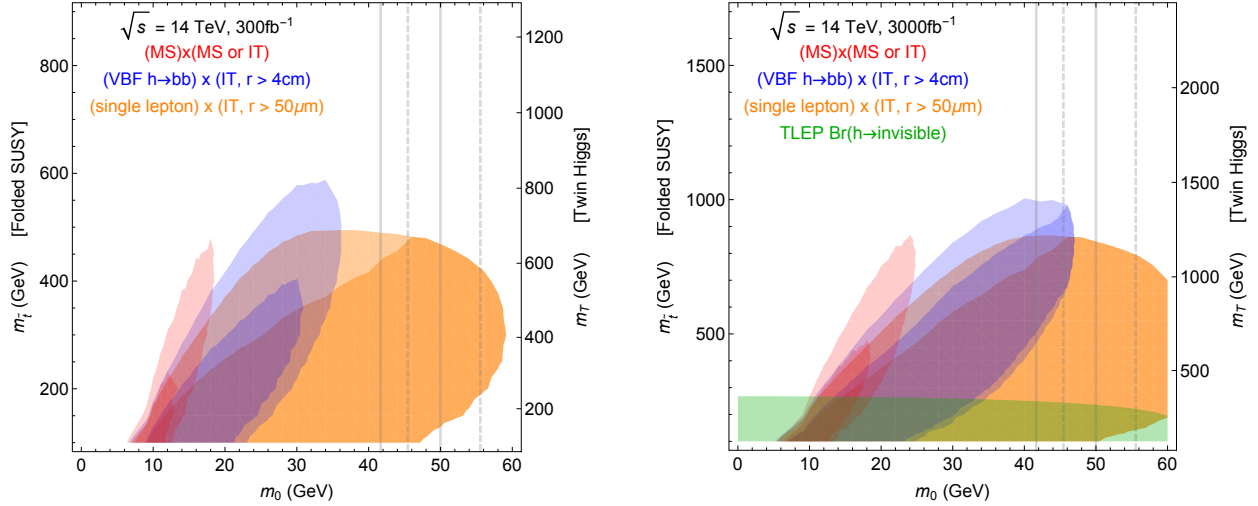 √s = 14 TeV, 300fb⁻¹
(MS)x(MS or IT)
(VBF h→bb) x (IT, r > 4cm)
(single lepton) x (IT, r > 50μm)
m_t̃ (GeV) [Folded SUSY]
800
600
400
200
m_T (GeV) [Twin Higgs]
1200
1000
800
600
400
200
0 10 20 30 40 50 60
m₀ (GeV)
√s = 14 TeV, 3000fb⁻¹
(MS)x(MS or IT)
(VBF h→bb) x (IT, r > 4cm)
(single lepton) x (IT, r > 50μm)
TLEP Br(h→invisible)
m_t̃ (GeV) [Folded SUSY]
1500
1000
500
m_T (GeV) [Twin Higgs]
2000
1500
1000
500
0 10 20 30 40 50 60
m₀ (GeV)